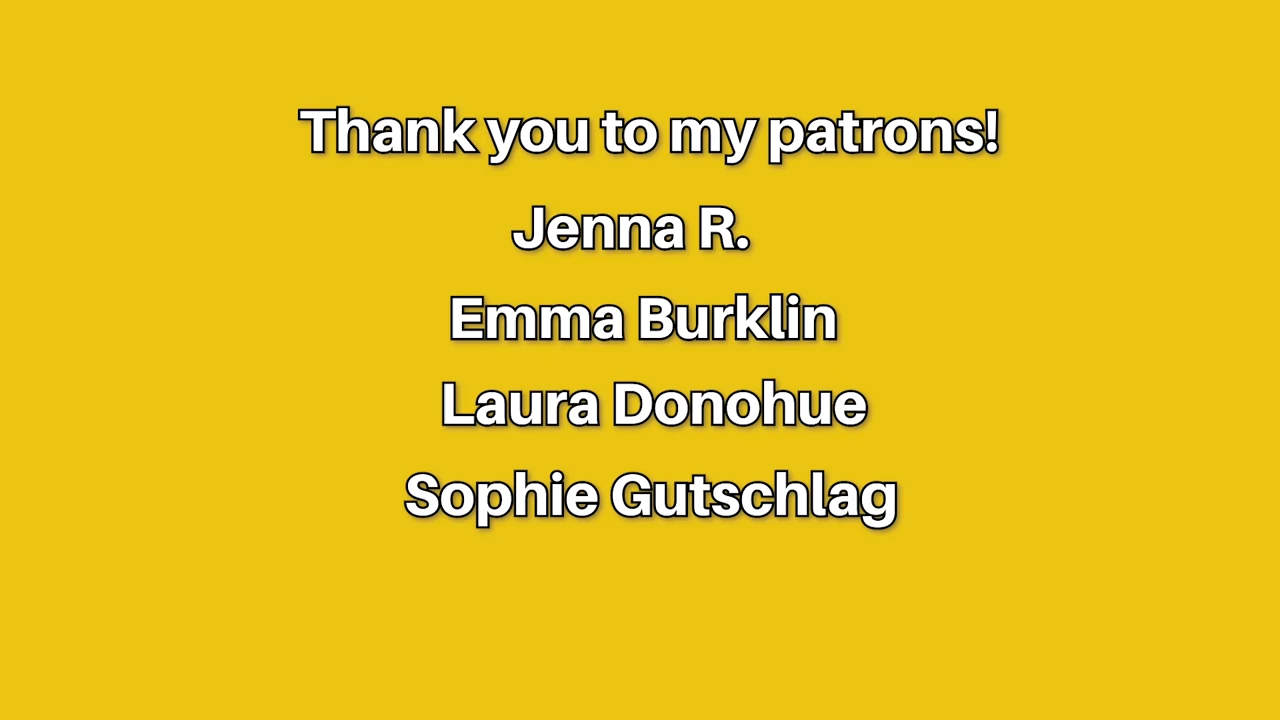 Thank you to my patrons!
Jenna R.
Emma Burklin
Laura Donohue
Sophie Gutschlag